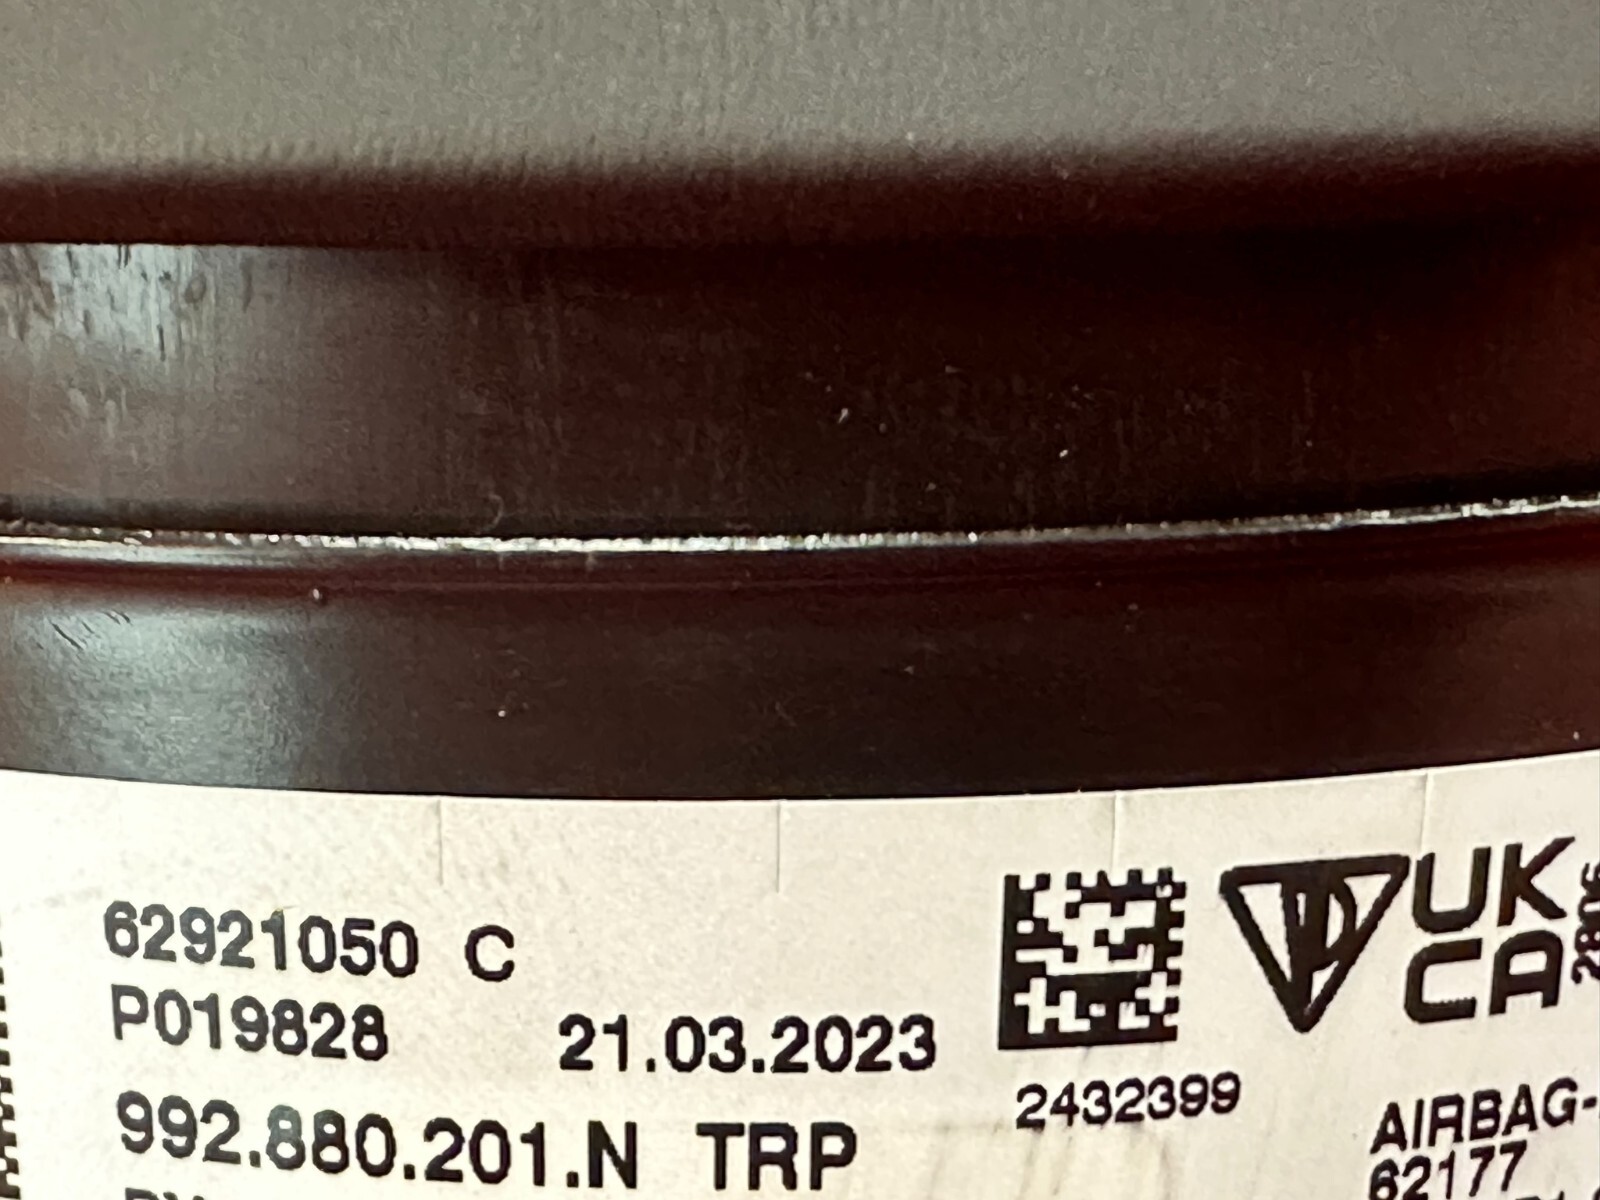 62921050 C
P019828 21.03.2023
992.880.201.N TRP
2432399
UK
CA
AIRBAG-
62177